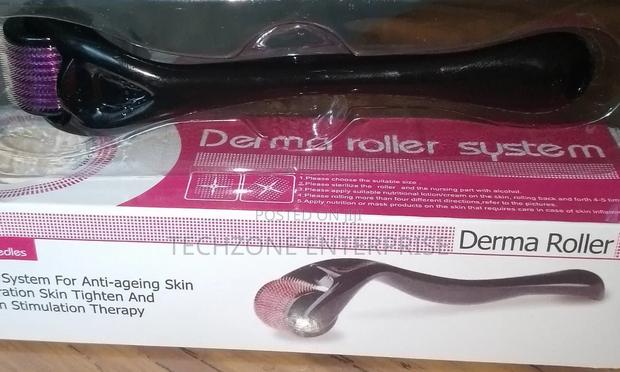 Derma roller system
1.Please choose the suitable size
2.Please sterilize the roller and the nursing part with alcohol.
3.Please apply suitable nutritional lotion/cream on the skin, rolling back and forth 4-5 tim
4.Please rolling more than four different directions,refer to the pictures.
5.Apply nutrition or mask products on the skin that requires care in case of skin inflam
POSTED ON jiji
TECHZONE ENTERPRISE
edles
Derma Roller
System For Anti-ageing Skin
ration Skin Tighten And
n Stimulation Therapy